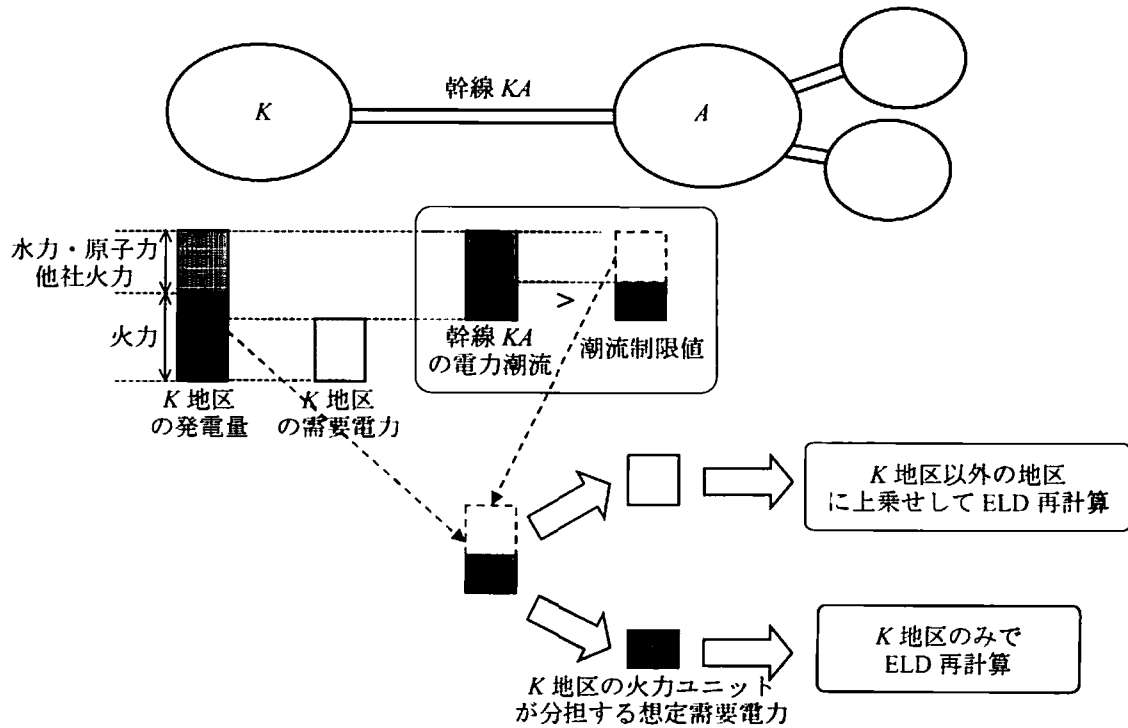 幹線 KA
K
A
水力・原子力
他社火力
火力
>
幹線 KA
の電力潮流
潮流制限値
K 地区
の発電量
K 地区
の需要電力
K 地区以外の地区
に上乗せして ELD 再計算
K 地区のみで
ELD 再計算
K 地区の火力ユニット
が分担する想定需要電力